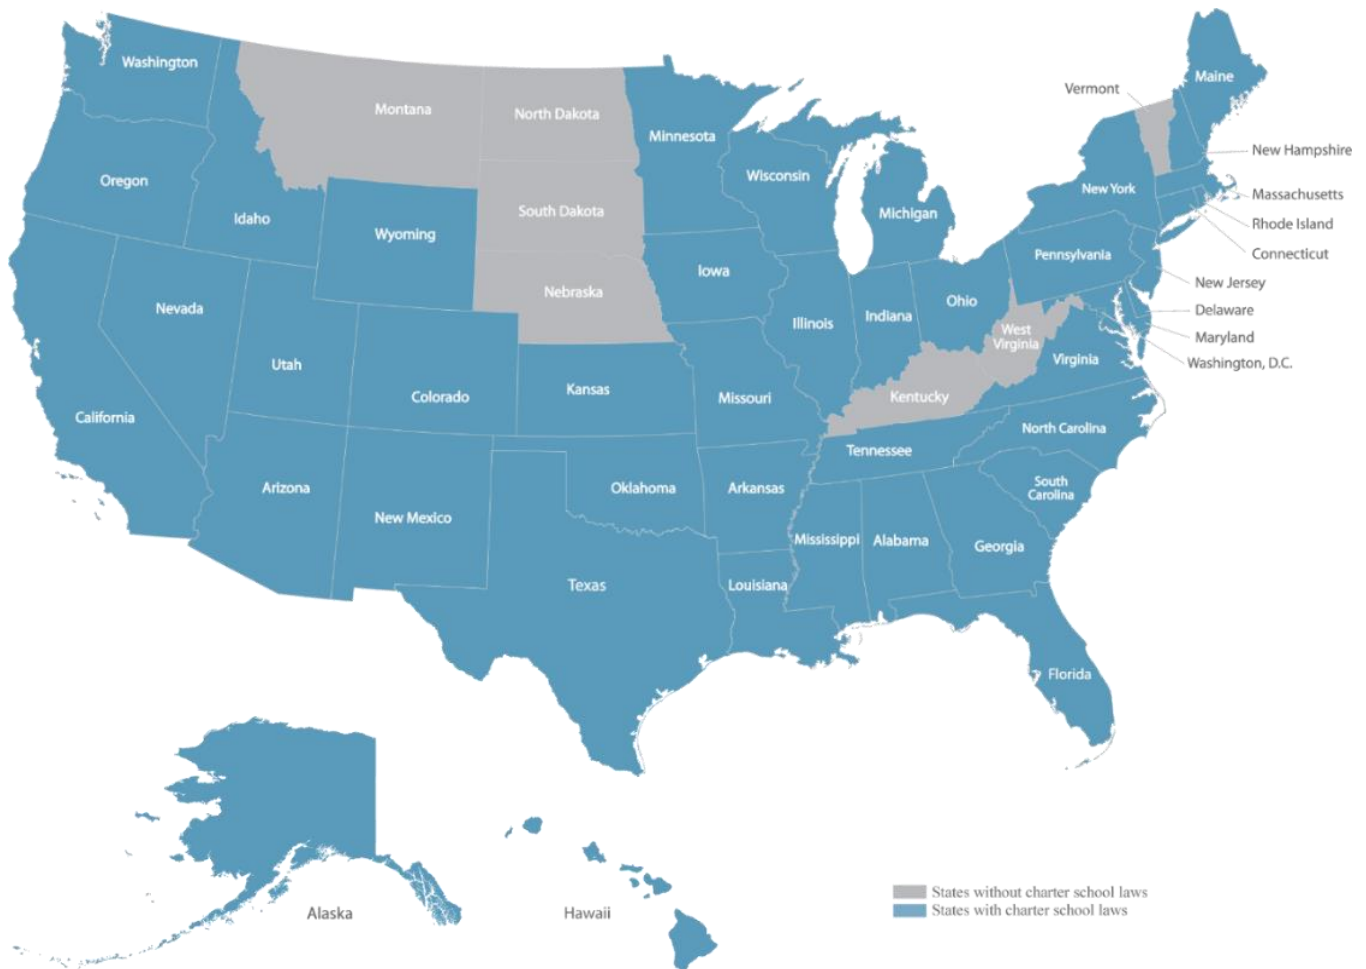 Washington
Montana
North Dakota
Minnesota
Vermont
Maine
New Hampshire
Oregon
Idaho
Wyoming
South Dakota
Wisconsin
Michigan
New York
Massachusetts
Rhode Island
Connecticut
Nebraska
Iowa
Pennsylvania
New Jersey
Nevada
Utah
Colorado
Kansas
Illinois
Indiana
Ohio
West
Virginia
Virginia
Delaware
Maryland
Washington, D.C.
California
Missouri
Kentucky
Tennessee
North Carolina
Arizona
New Mexico
Oklahoma
Arkansas
South
Carolina
Mississippi
Alabama
Georgia
Texas
Louisiana
Florida
Alaska
Hawaii
States without charter school laws
States with charter school laws